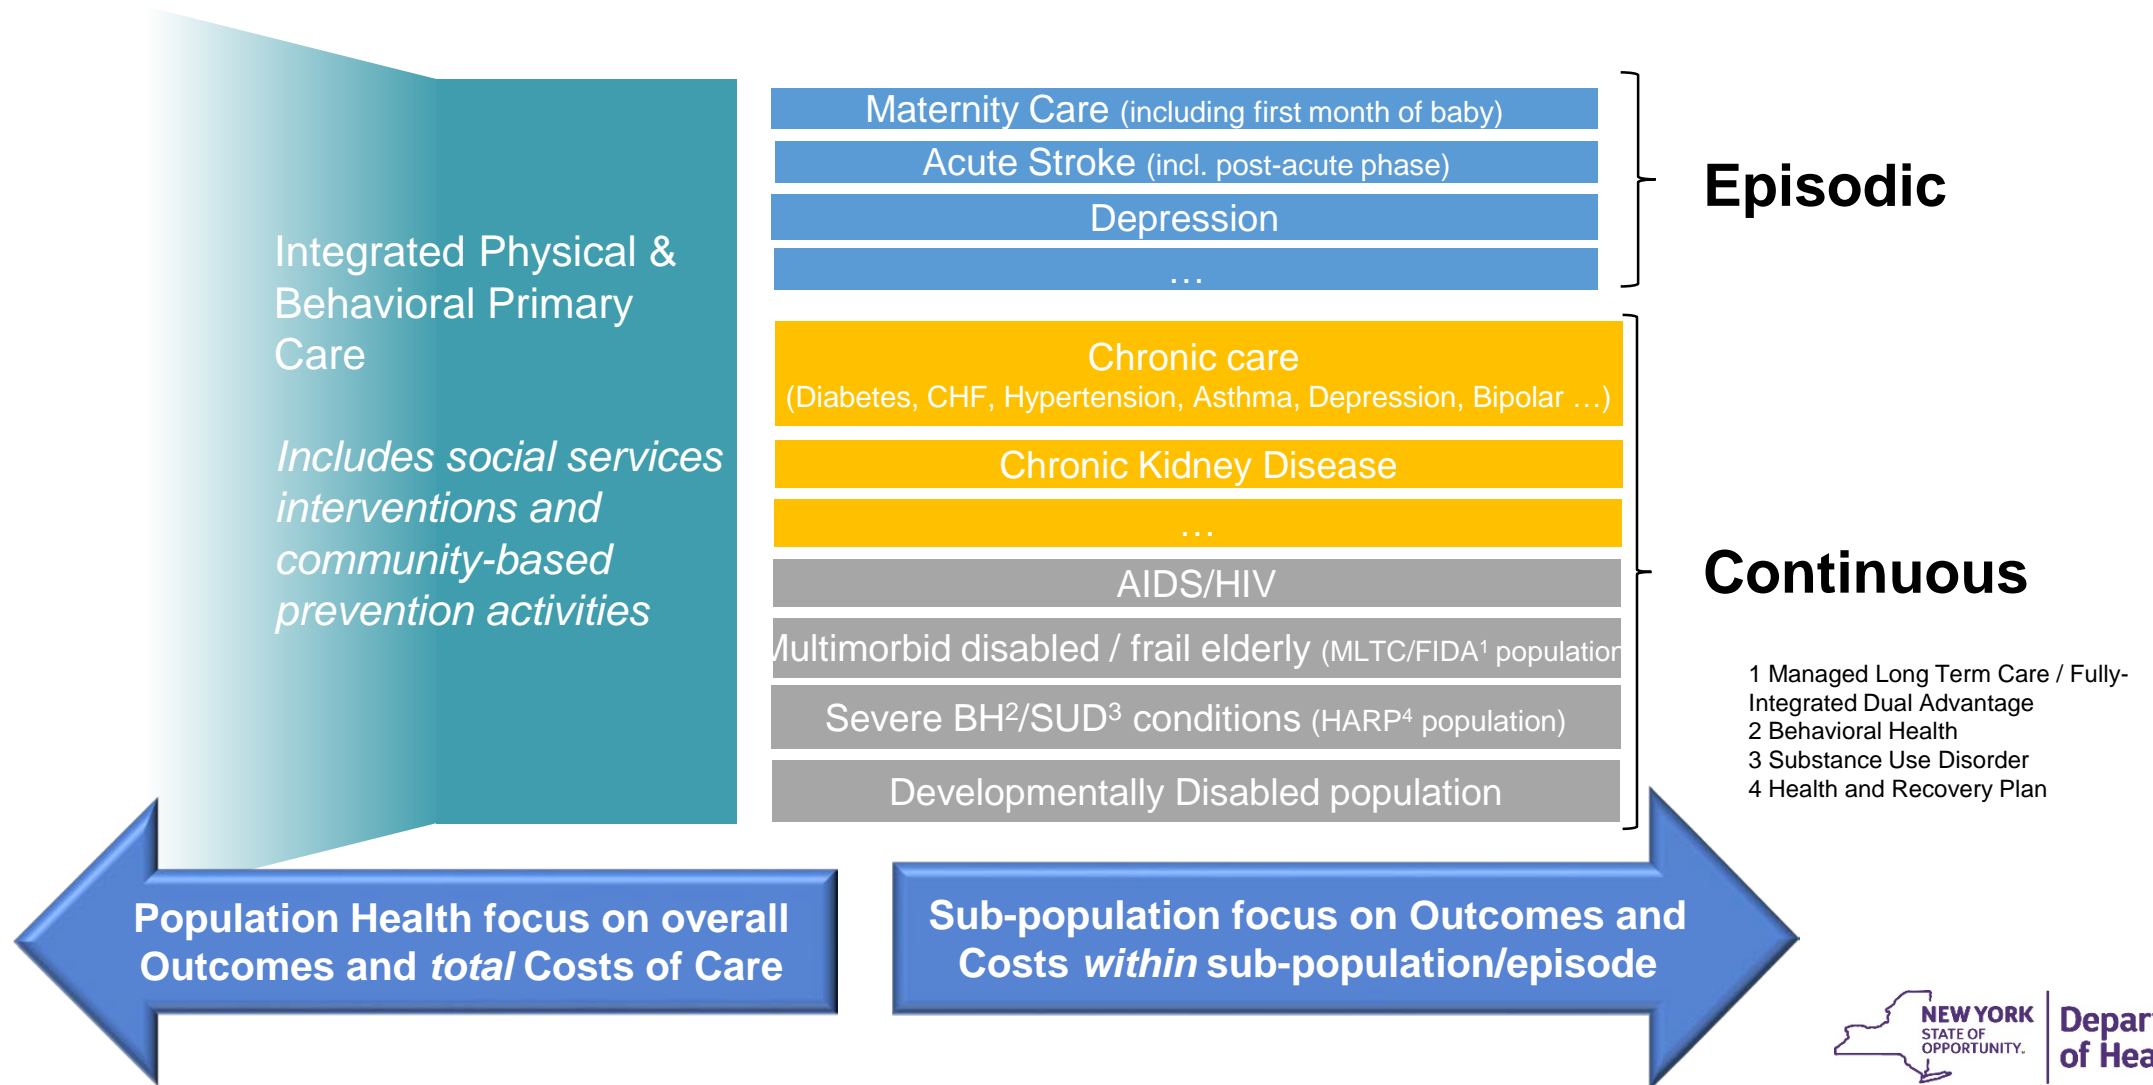 Integrated Physical &
Behavioral Primary
Care
Includes social services
interventions and
community-based
prevention activities
Maternity Care (including first month of baby)
Acute Stroke (incl. post-acute phase)
Depression
…
Episodic
Chronic care
(Diabetes, CHF, Hypertension, Asthma, Depression, Bipolar …)
Chronic Kidney Disease
…
AIDS/HIV
Multimorbid disabled / frail elderly (MLTC/FIDA¹ population
Severe BH²/SUD³ conditions (HARP⁴ population)
Developmentally Disabled population
Continuous
1 Managed Long Term Care / Fully-
Integrated Dual Advantage
2 Behavioral Health
3 Substance Use Disorder
4 Health and Recovery Plan
Population Health focus on overall
Outcomes and total Costs of Care
Sub-population focus on Outcomes and
Costs within sub-population/episode
NEW YORK
STATE OF
OPPORTUNITY.
Depar
of Hea